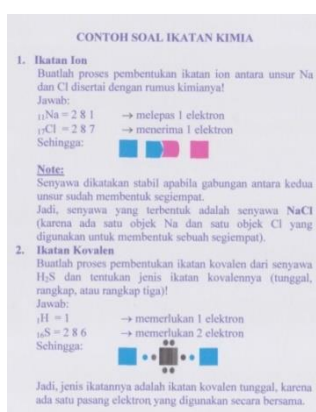 CONTOH SOAL IKATAN KIMIA
1. Ikatan Ion
Buatlah proses pembentukan ikatan ion antara unsur Na
dan Cl disertai dengan rumus kimianya!
Jawab:
₁₁Na = 2 8 1 → melepas 1 elektron
₁₇Cl = 2 8 7 → menerima 1 elektron
Sehingga:
Note:
Senyawa dikatakan stabil apabila gabungan antara kedua
unsur sudah membentuk segiempat.
Jadi, senyawa yang terbentuk adalah senyawa NaCl
(karena ada satu objek Na dan satu objek Cl yang
digunakan untuk membentuk sebuah segiempat).
2. Ikatan Kovalen
Buatlah proses pembentukan ikatan kovalen dari senyawa
H₂S dan tentukan jenis ikatan kovalennya (tunggal,
rangkap, atau rangkap tiga)!
Jawab:
₁H = 1 → memerlukan 1 elektron
₁₆S = 2 8 6 → memerlukan 2 elektron
Sehingga:
Jadi, jenis ikatannya adalah ikatan kovalen tunggal, karena
ada satu pasang elektron yang digunakan secara bersama.